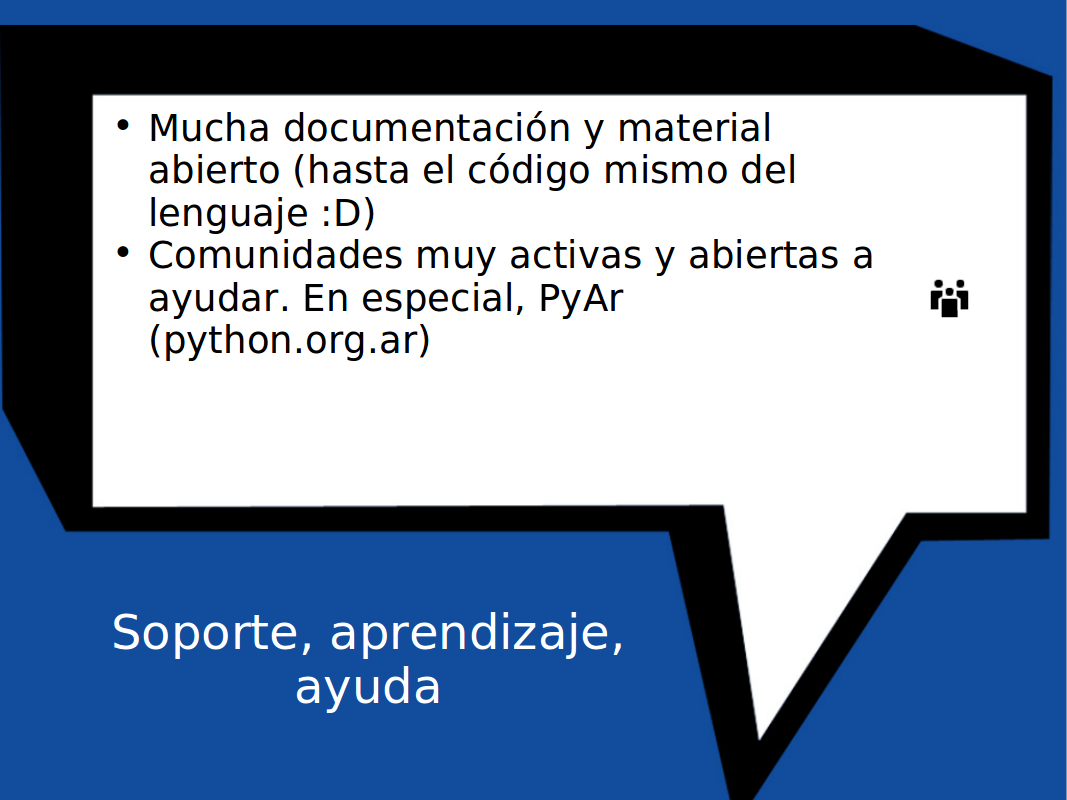 • Mucha documentación y material
abierto (hasta el código mismo del
lenguaje :D)
• Comunidades muy activas y abiertas a
ayudar. En especial, PyAr
(python.org.ar)
Soporte, aprendizaje,
ayuda